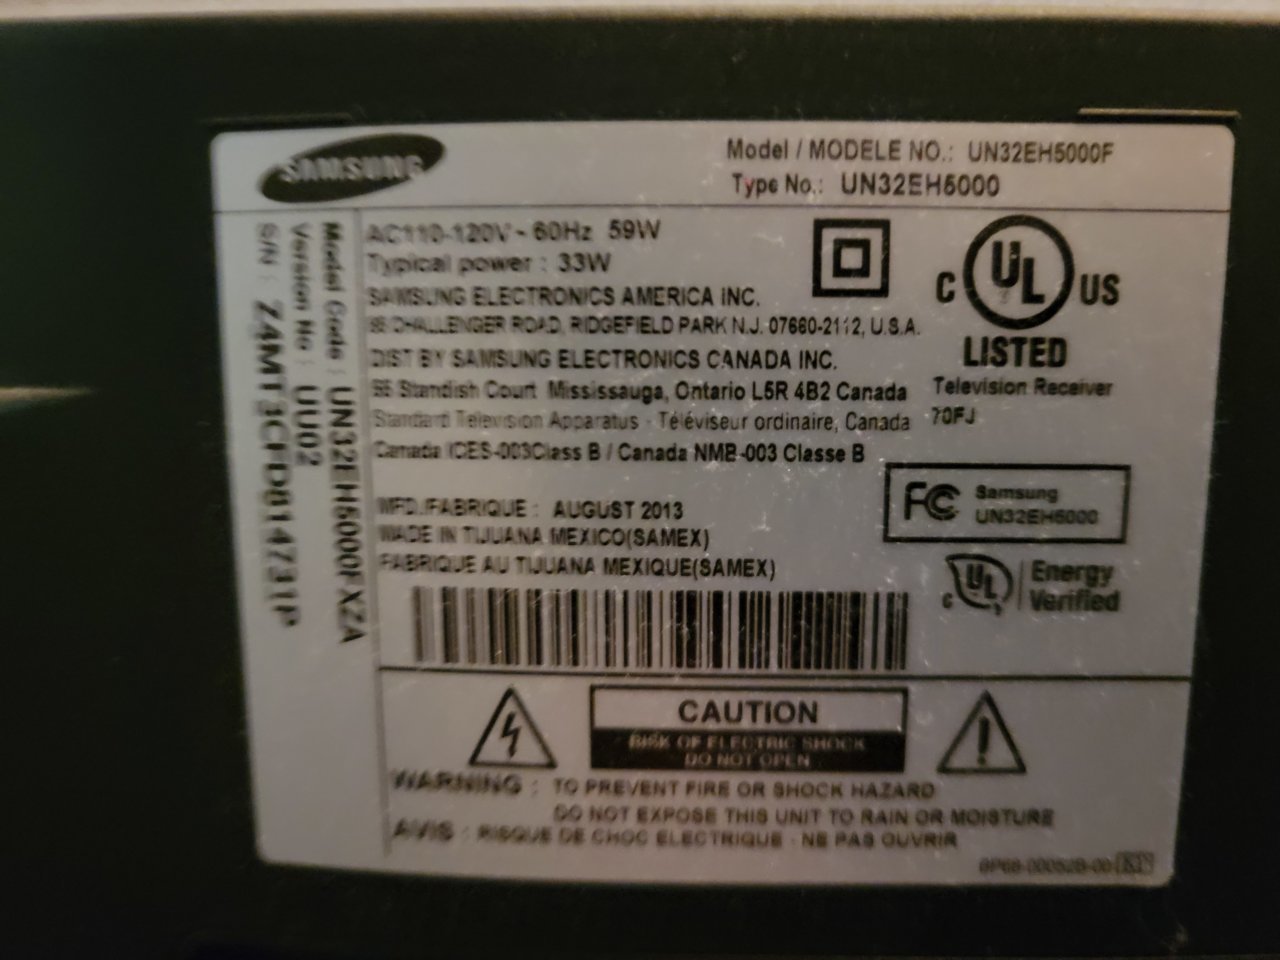 SAMSUNG
Model / MODELE NO.: UN32EH5000F
Type No.: UN32EH5000
Model Code : UN32EH5000FXZA
Version No : UU02
S/N : Z4MT3CFD814731P
AC110-120V ~ 60Hz 59W
Typical power : 33W
SAMSUNG ELECTRONICS AMERICA INC.
85 CHALLENGER ROAD, RIDGEFIELD PARK N.J. 07660-2112, U.S.A.
DIST BY SAMSUNG ELECTRONICS CANADA INC.
55 Standish Court Mississauga, Ontario L5R 4B2 Canada
Standard Television Apparatus - Téléviseur ordinaire, Canada
Canada ICES-003Class B / Canada NMB-003 Classe B
C UL US
LISTED
Television Receiver
70FJ
FC Samsung
UN32EH5000
MFD./FABRIQUE : AUGUST 2013
MADE IN TIJUANA MEXICO(SAMEX)
FABRIQUE AU TIJUANA MEXIQUE(SAMEX)
C UL Energy
Verified
CAUTION
RISK OF ELECTRIC SHOCK
DO NOT OPEN
WARNING : TO PREVENT FIRE OR SHOCK HAZARD
DO NOT EXPOSE THIS UNIT TO RAIN OR MOISTURE
AVIS : RISQUE DE CHOC ELECTRIQUE - NE PAS OUVRIR